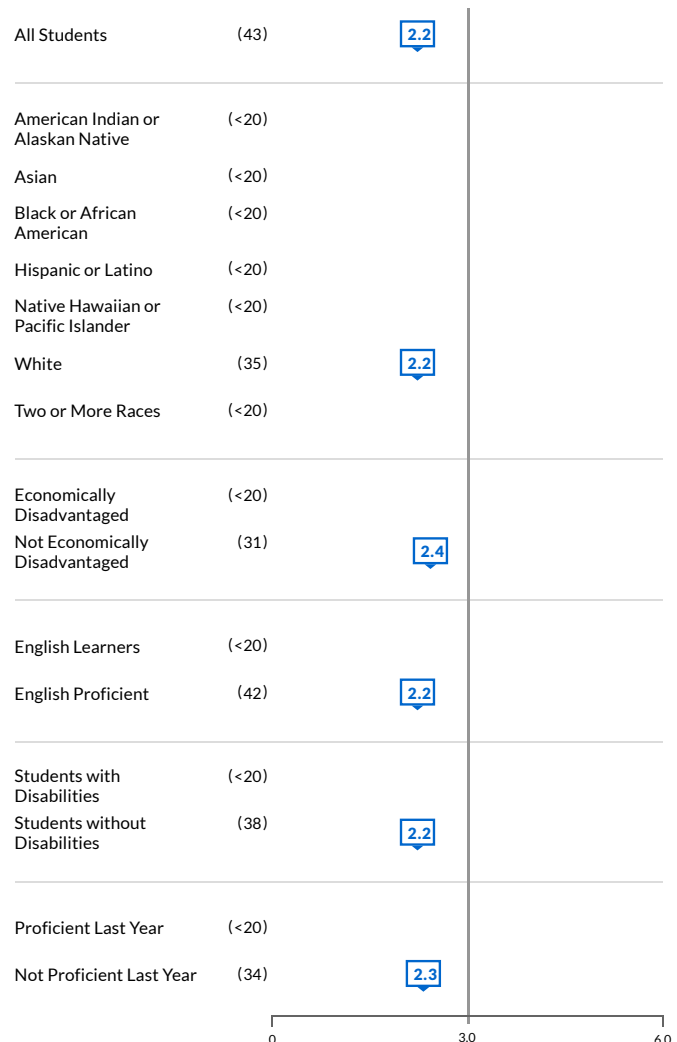 All Students (43) 2.2
American Indian or (<20)
Alaskan Native
Asian (<20)
Black or African (<20)
American
Hispanic or Latino (<20)
Native Hawaiian or (<20)
Pacific Islander
White (35) 2.2
Two or More Races (<20)
Economically (<20)
Disadvantaged
Not Economically (31) 2.4
Disadvantaged
English Learners (<20)
English Proficient (42) 2.2
Students with (<20)
Disabilities
Students without (38) 2.2
Disabilities
Proficient Last Year (<20)
Not Proficient Last Year (34) 2.3
0 3.0 6.0